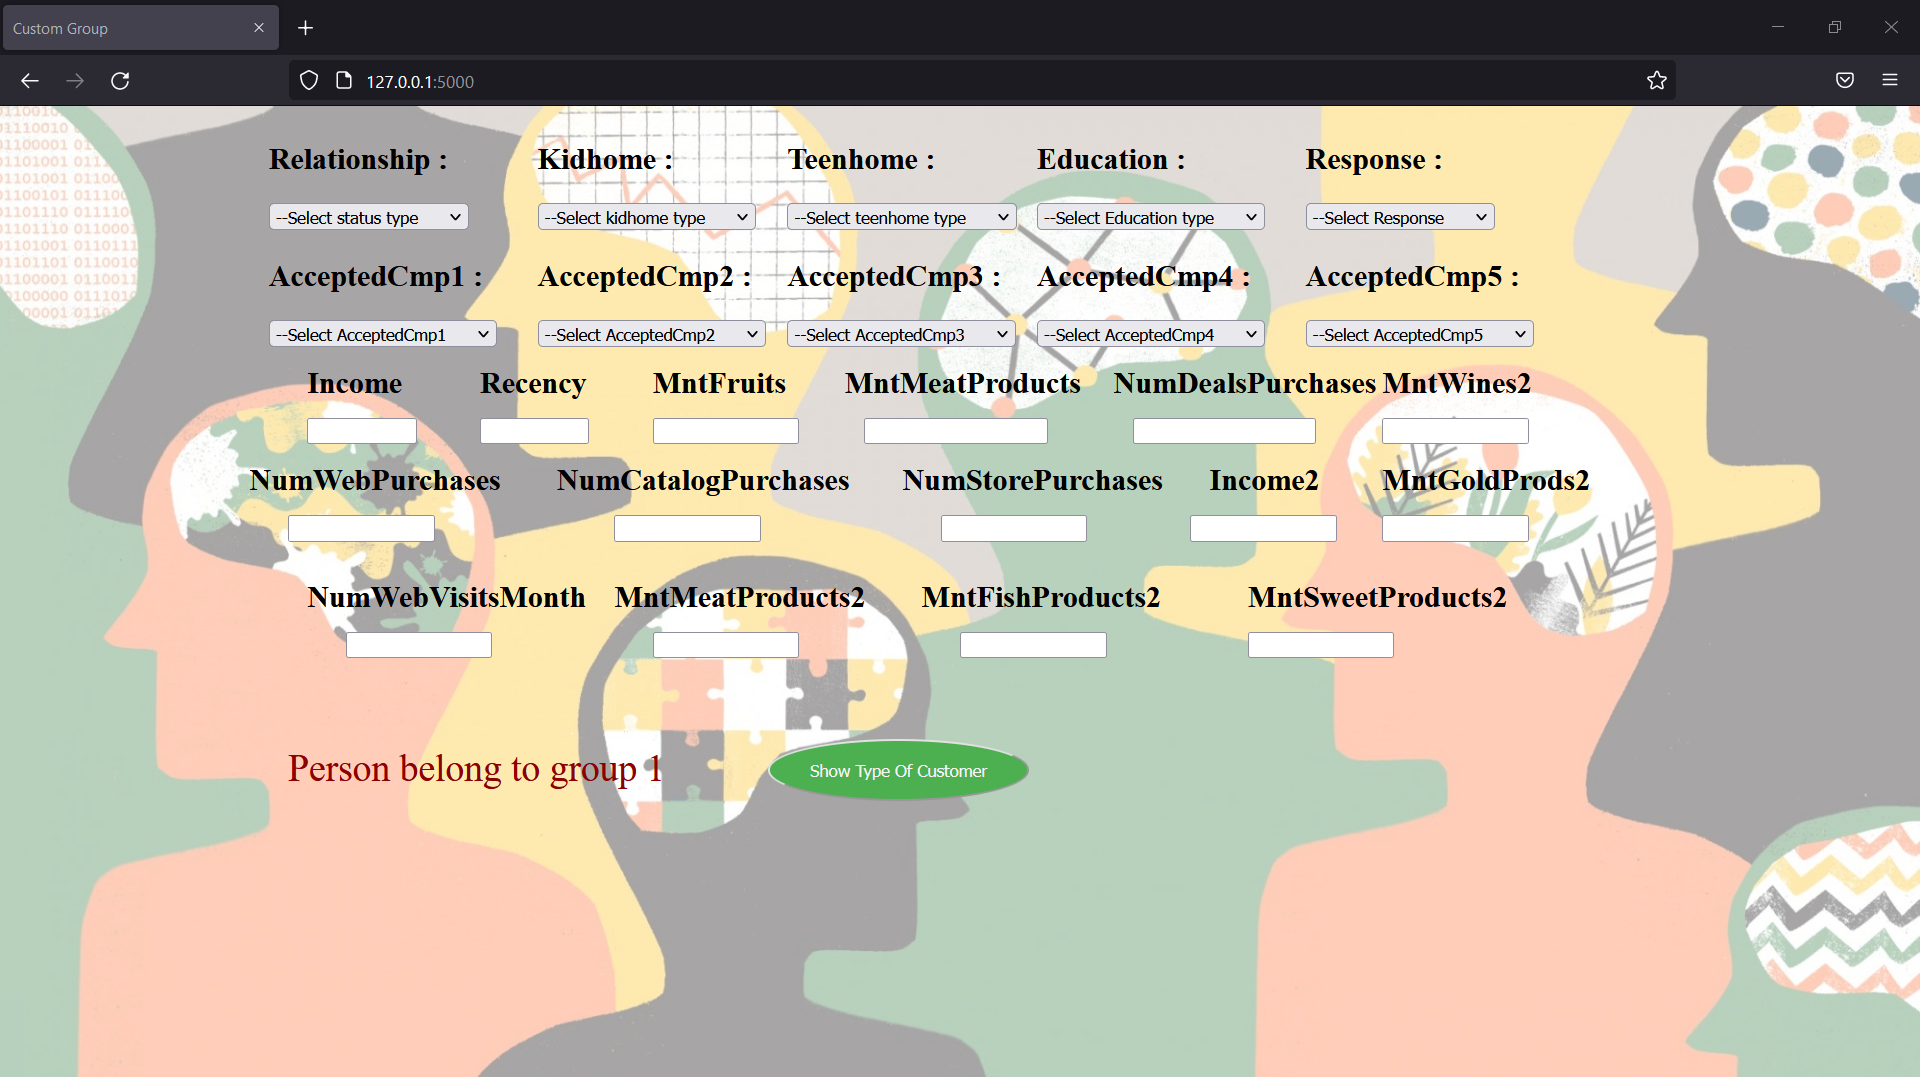 Custom Group
127.0.0.1:5000
Relationship : Kidhome : Teenhome : Education : Response :
--Select status type --Select kidhome type --Select teenhome type --Select Education type --Select Response
AcceptedCmp1 : AcceptedCmp2 : AcceptedCmp3 : AcceptedCmp4 : AcceptedCmp5 :
--Select AcceptedCmp1 --Select AcceptedCmp2 --Select AcceptedCmp3 --Select AcceptedCmp4 --Select AcceptedCmp5
Income Recency MntFruits MntMeatProducts NumDealsPurchases MntWines2
NumWebPurchases NumCatalogPurchases NumStorePurchases Income2 MntGoldProds2
NumWebVisitsMonth MntMeatProducts2 MntFishProducts2 MntSweetProducts2
Person belong to group 1 Show Type Of Customer